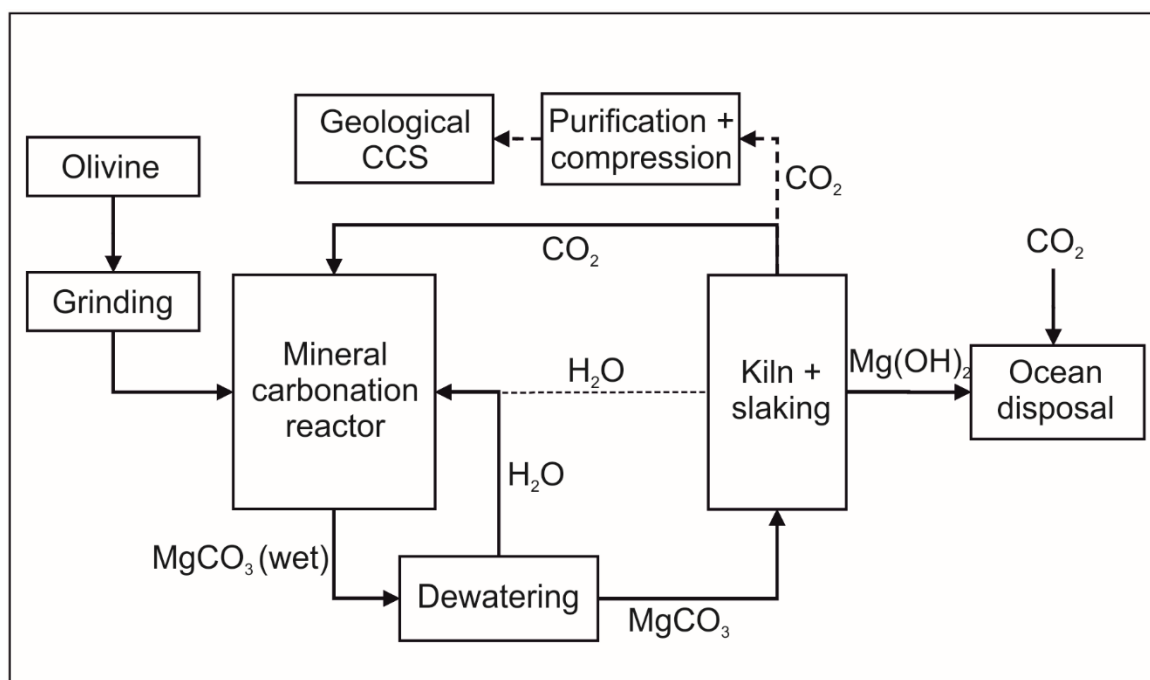 Geological
CCS
Purification +
compression
Olivine
CO₂
CO₂
CO₂
Grinding
Mineral
carbonation
reactor
H₂O
Kiln +
slaking
Mg(OH)₂
Ocean
disposal
H₂O
MgCO₃ (wet)
Dewatering
MgCO₃